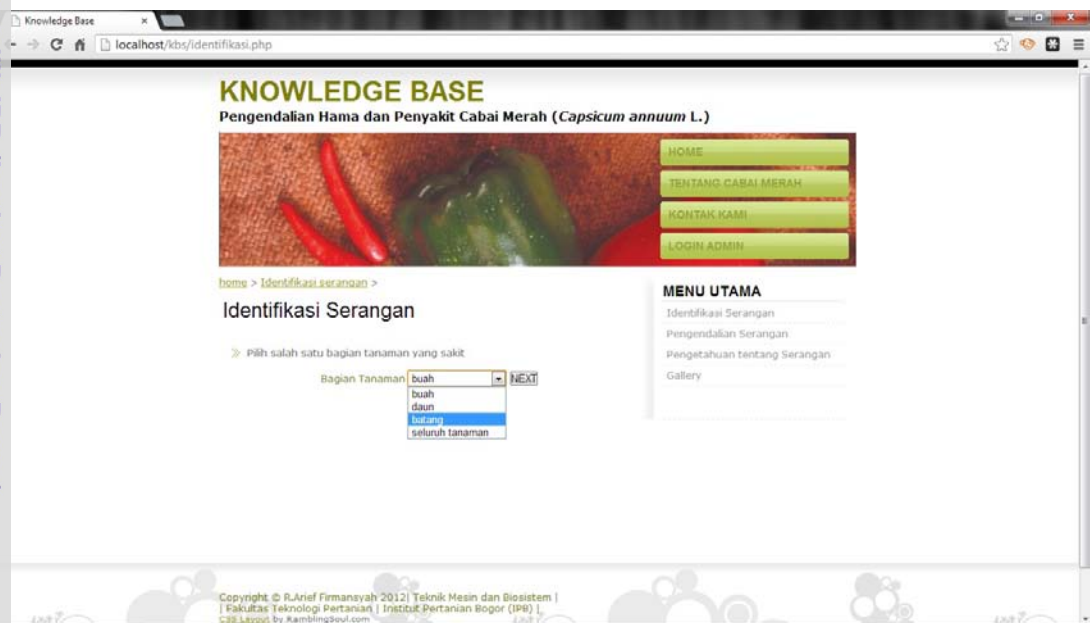 Knowledge Base
localhost/kbs/identifikasi.php
KNOWLEDGE BASE
Pengendalian Hama dan Penyakit Cabai Merah (Capsicum annuum L.)
HOME
TENTANG CABAI MERAH
KONTAK KAMI
LOGIN ADMIN
home > Identifikasi serangan >
Identifikasi Serangan
Pilih salah satu bagian tanaman yang sakit
Bagian Tanaman buah NEXT
buah
daun
batang
seluruh tanaman
MENU UTAMA
Identifikasi Serangan
Pengendalian Serangan
Pengetahuan tentang Serangan
Gallery
Copyright © R.Arief Firmansyah 2012| Teknik Mesin dan Biosistem |
| Fakultas Teknologi Pertanian | Institut Pertanian Bogor (IPB) |
CSS Layout by RamblingSoul.com